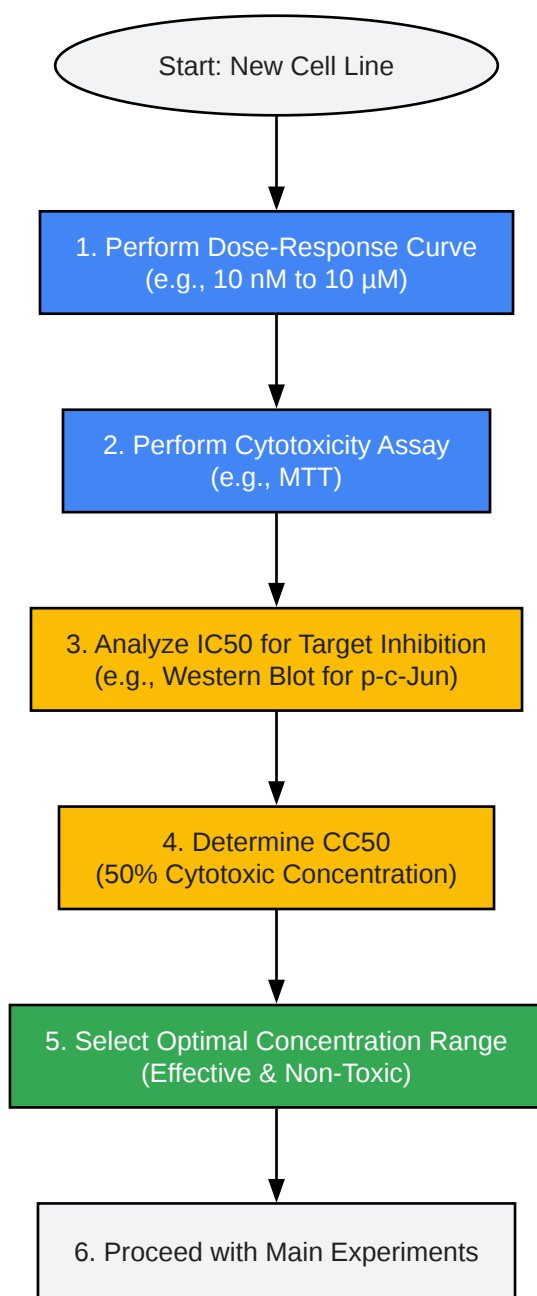 Start: New Cell Line
1. Perform Dose-Response Curve
(e.g., 10 nM to 10 µM)
2. Perform Cytotoxicity Assay
(e.g., MTT)
3. Analyze IC50 for Target Inhibition
(e.g., Western Blot for p-c-Jun)
4. Determine CC50
(50% Cytotoxic Concentration)
5. Select Optimal Concentration Range
(Effective & Non-Toxic)
6. Proceed with Main Experiments